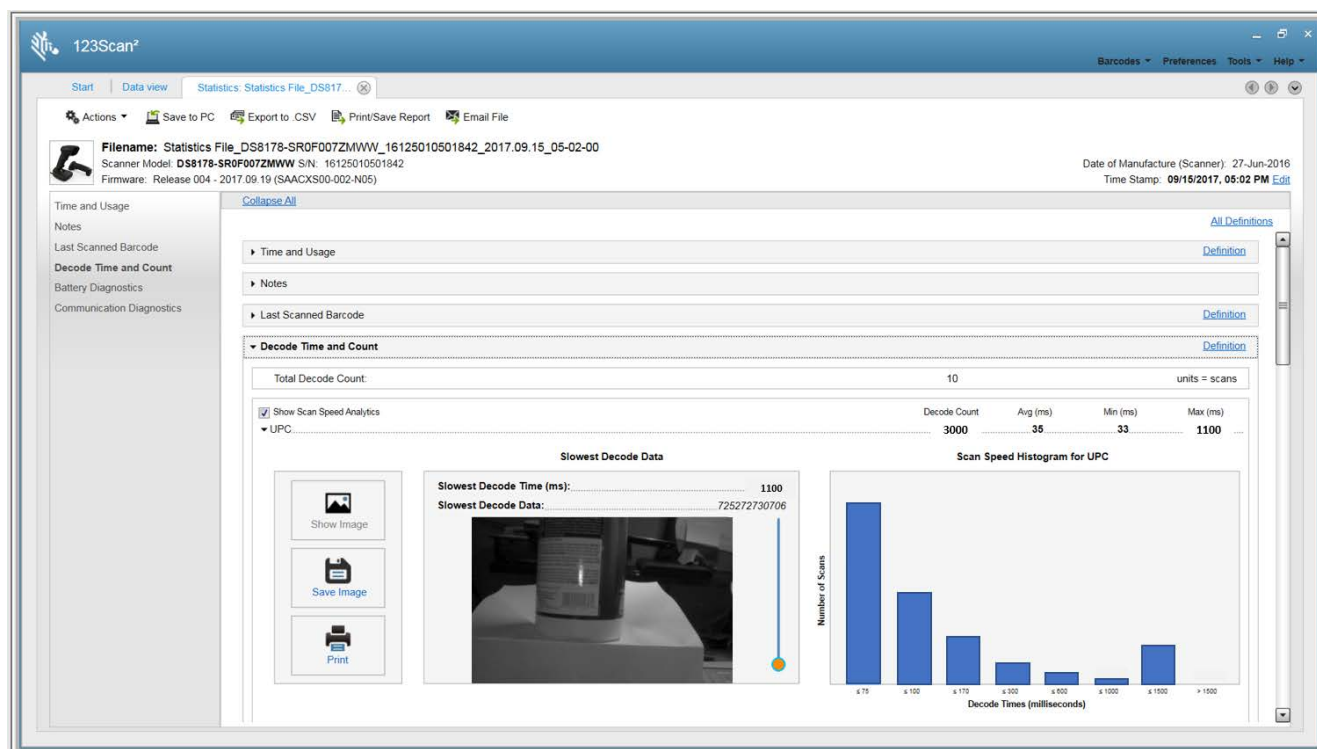 123Scan²
Barcodes Preferences Tools Help
Start Data view Statistics: Statistics File_DS817...
Actions Save to PC Export to .CSV Print/Save Report Email File
Filename: Statistics File_DS8178-SR0F007ZMWW_16125010501842_2017.09.15_05-02-00
Scanner Model: DS8178-SR0F007ZMWW S/N: 16125010501842
Date of Manufacture (Scanner): 27-Jun-2016
Firmware: Release 004 - 2017.09.19 (SAACXS00-002-N05)
Time Stamp: 09/15/2017, 05:02 PM Edit
Time and Usage
Notes
Last Scanned Barcode
Decode Time and Count
Battery Diagnostics
Communication Diagnostics
Collapse All
All Definitions
Time and Usage Definition
Notes
Last Scanned Barcode Definition
Decode Time and Count Definition
Total Decode Count: 10 units = scans
Show Scan Speed Analytics Decode Count Avg (ms) Min (ms) Max (ms)
UPC 3000 35 33 1100
Slowest Decode Data
Show Image
Save Image
Print
Slowest Decode Time (ms): 1100
Slowest Decode Data: 725272730706
Scan Speed Histogram for UPC
Number of Scans
≤ 75 ≤ 100 ≤ 170 ≤ 300 ≤ 600 ≤ 1000 ≤ 1500 > 1500
Decode Times (milliseconds)